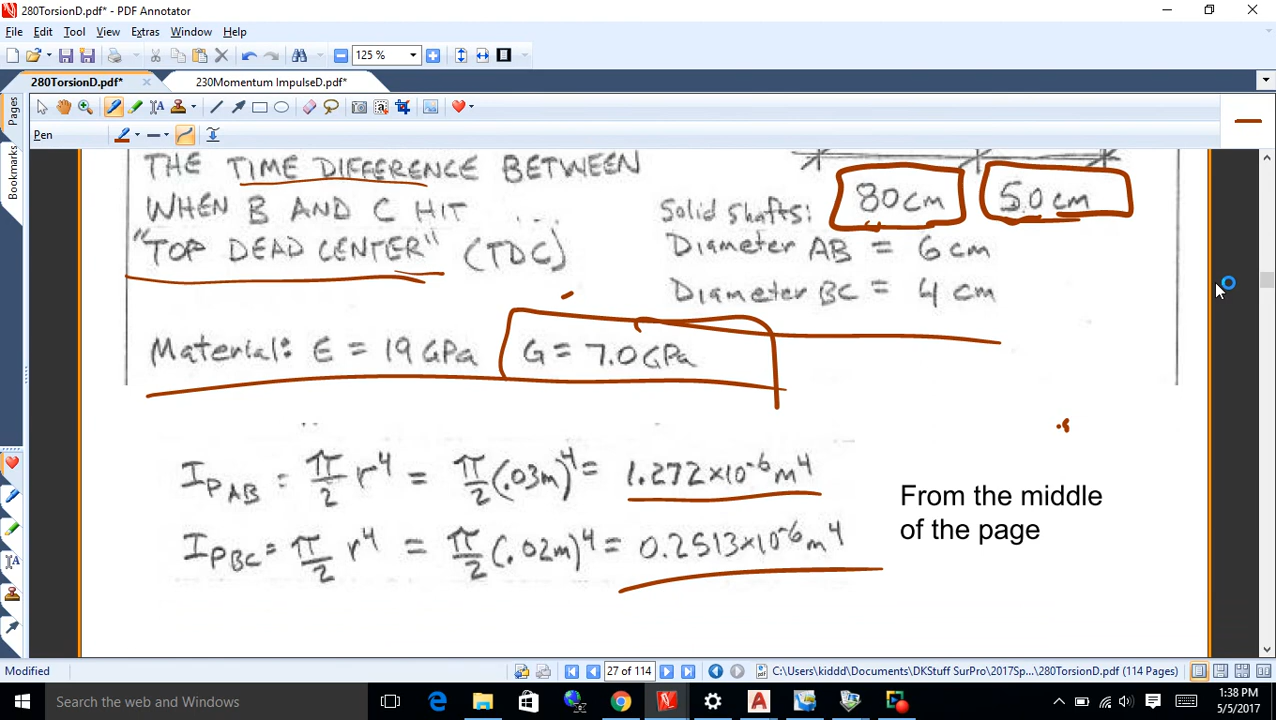 280TorsionD.pdf* - PDF Annotator
File Edit Tool View Extras Window Help
125 %
280TorsionD.pdf* 230Momentum ImpulseD.pdf*
Pen
Pages
Bookmarks
THE TIME DIFFERENCE BETWEEN
WHEN B AND C HIT
"TOP DEAD CENTER" (TDC)
80cm 50 cm
Solid shafts:
Diameter AB = 6 cm
Diameter BC = 4 cm
Material: E = 19 GPa G = 7.0 GPa
IPAB = π/2 r⁴ = π/2 (.03m)⁴ = 1.272×10⁻⁶ m⁴
IPBC = π/2 r⁴ = π/2 (.02m)⁴ = 0.2513×10⁻⁶ m⁴
From the middle
of the page
Modified
27 of 114
C:\Users\kiddd\Documents\DKStuff SurPro\2017Sp...\280TorsionD.pdf (114 Pages)
Search the Web and Windows
1:38 PM
5/5/2017